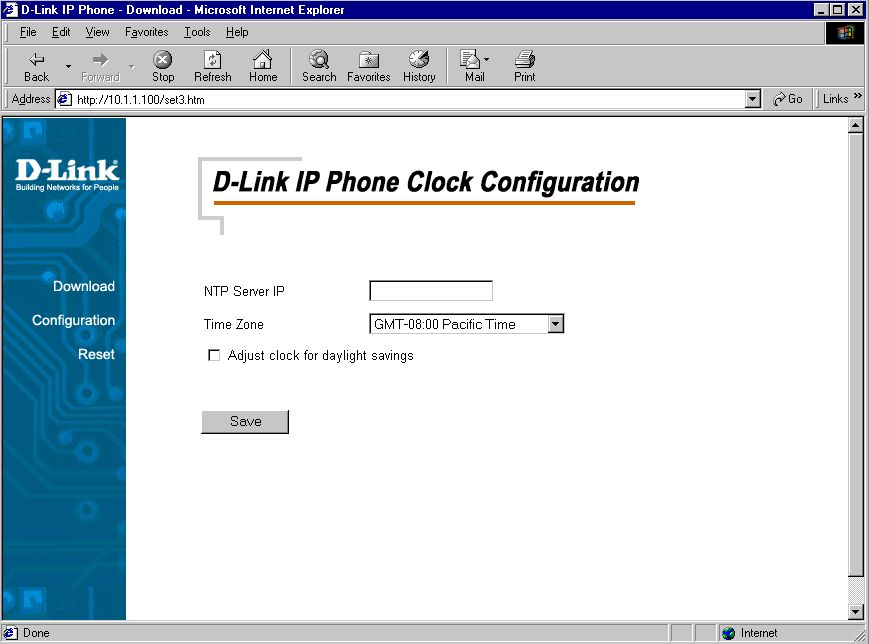 D-Link IP Phone - Download - Microsoft Internet Explorer
File Edit View Favorites Tools Help
Back Forward Stop Refresh Home Search Favorites History Mail Print
Address http://10.1.1.100/set3.htm Go Links »
D-Link®
Building Networks for People
D-Link IP Phone Clock Configuration
Download
Configuration
Reset
NTP Server IP
Time Zone GMT-08:00 Pacific Time
Adjust clock for daylight savings
Save
Done Internet